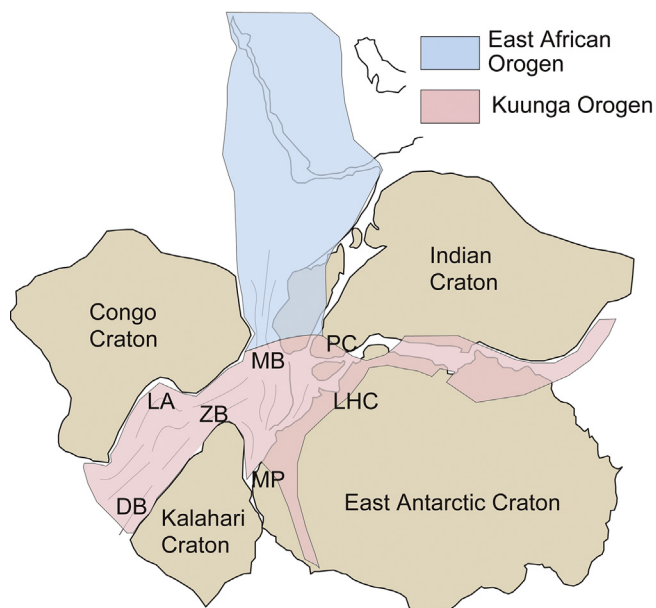 East African
Orogen
Kuunga Orogen
Indian
Craton
Congo
Craton
PC
MB
LA
ZB
LHC
MP
DB
Kalahari
Craton
East Antarctic Craton